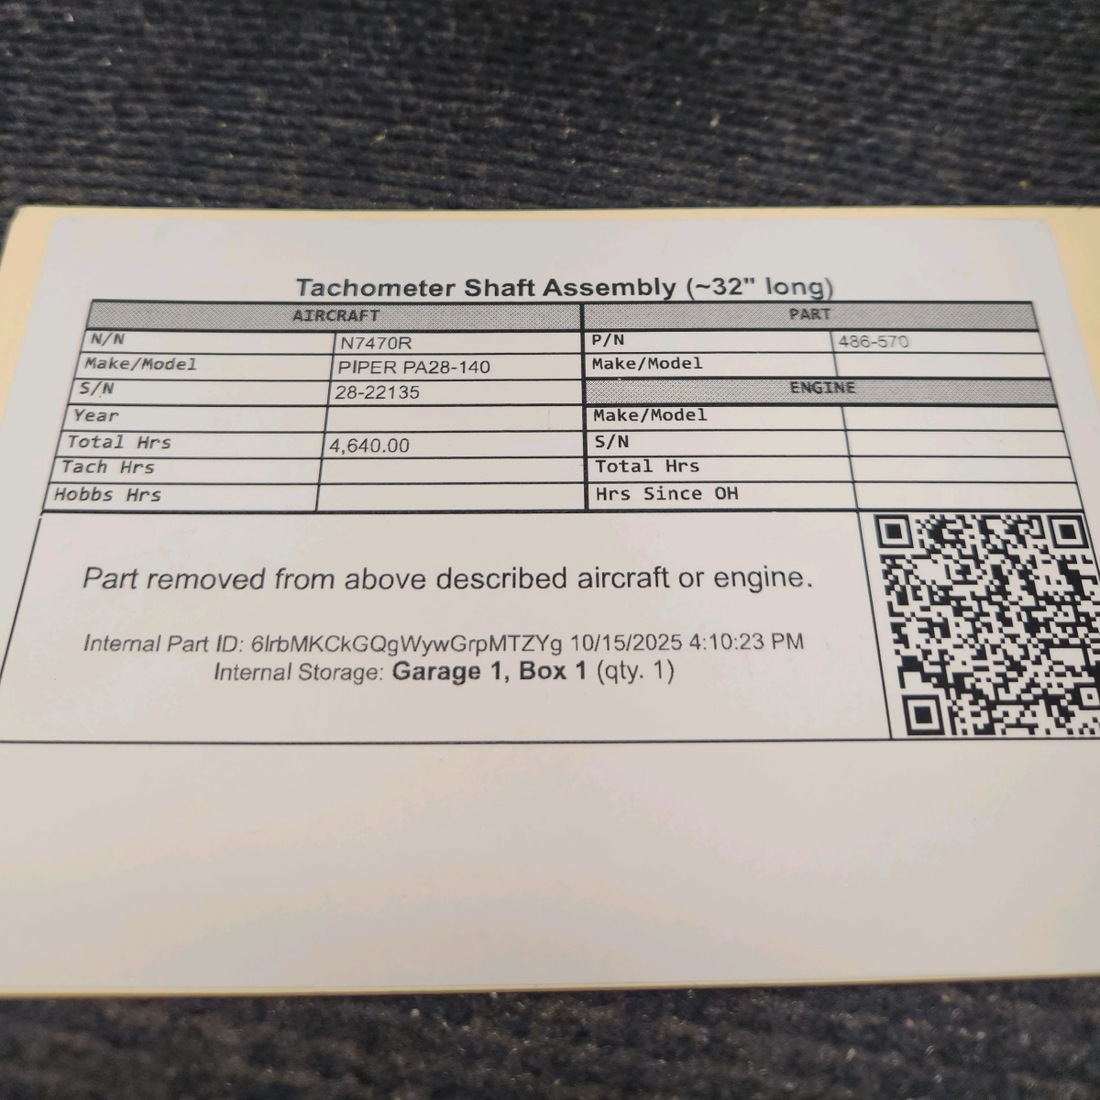 Tachometer Shaft Assembly (~32" long)
AIRCRAFT PART
N/N N7470R P/N 486-570
Make/Model PIPER PA28-140 Make/Model
S/N 28-22135 ENGINE
Year Make/Model
Total Hrs 4,640.00 S/N
Tach Hrs Total Hrs
Hobbs Hrs Hrs Since OH
Part removed from above described aircraft or engine.
Internal Part ID: 6IrbMKCkGQgWywGrpMTZYg 10/15/2025 4:10:23 PM
Internal Storage: Garage 1, Box 1 (qty. 1)